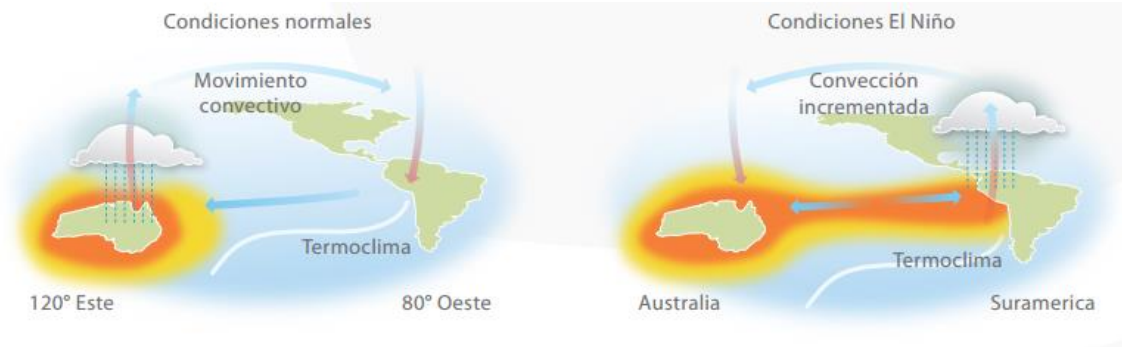 Condiciones normales
Movimiento
convectivo
Termoclima
120° Este
80° Oeste
Condiciones El Niño
Convección
incrementada
Termoclima
Australia
Suramerica